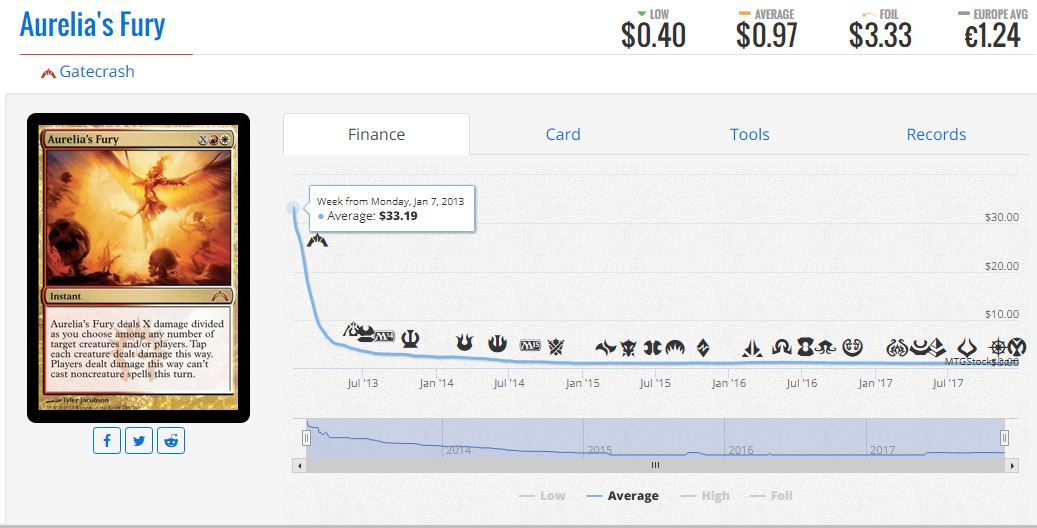 Aurelia's Fury
LOW
$0.40
AVERAGE
$0.97
FOIL
$3.33
EUROPE AVG
€1.24
Gatecrash
Aurelia's Fury X
Instant
Aurelia's Fury deals X damage divided
as you choose among any number of
target creatures and/or players. Tap
each creature dealt damage this way.
Players dealt damage this way can't
cast noncreature spells this turn.
Tyler Jacobson
Finance
Card
Tools
Records
Week from Monday, Jan 7, 2013
Average: $33.19
$30.00
$20.00
$10.00
MTGStocks.com
Jul '13
Jan '14
Jul '14
Jan '15
Jul '15
Jan '16
Jul '16
Jan '17
Jul '17
2014
2015
2016
2017
Low
Average
High
Foil